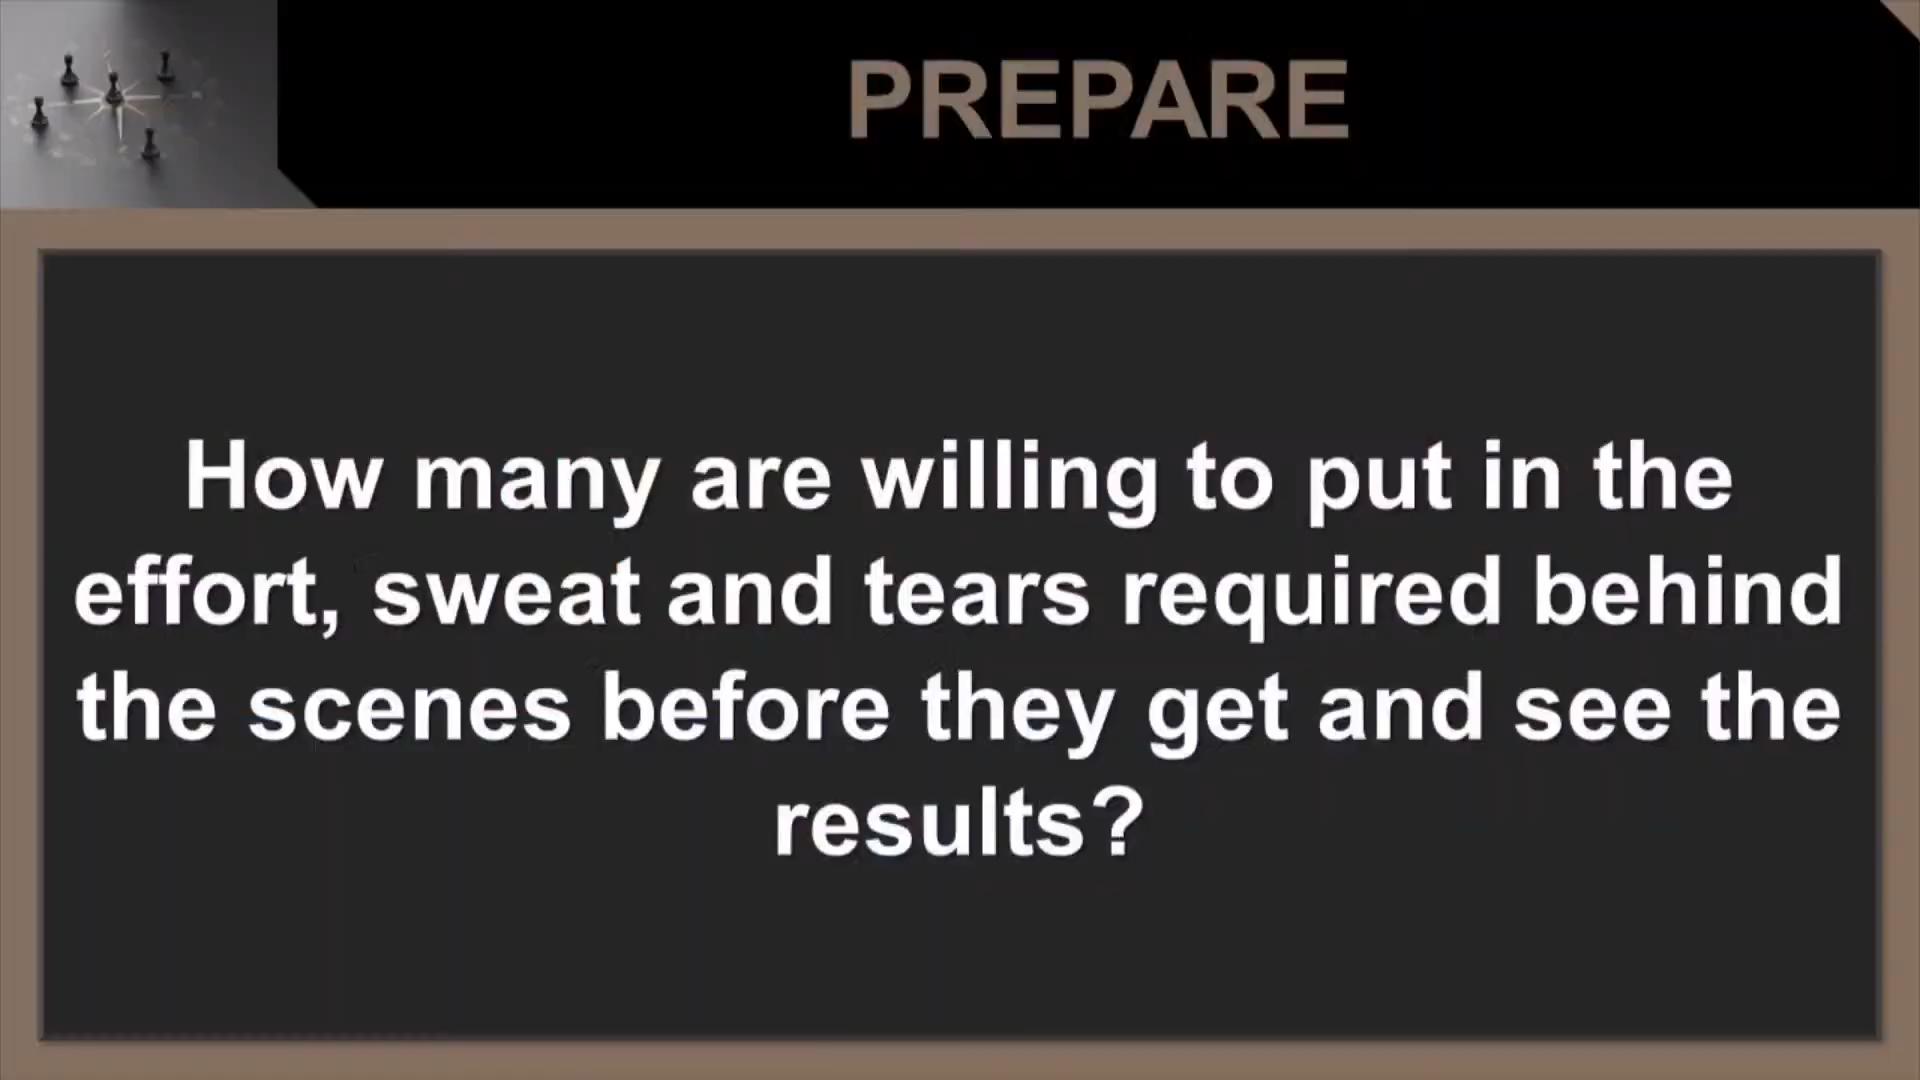 PREPARE
How many are willing to put in the
effort, sweat and tears required behind
the scenes before they get and see the
results?